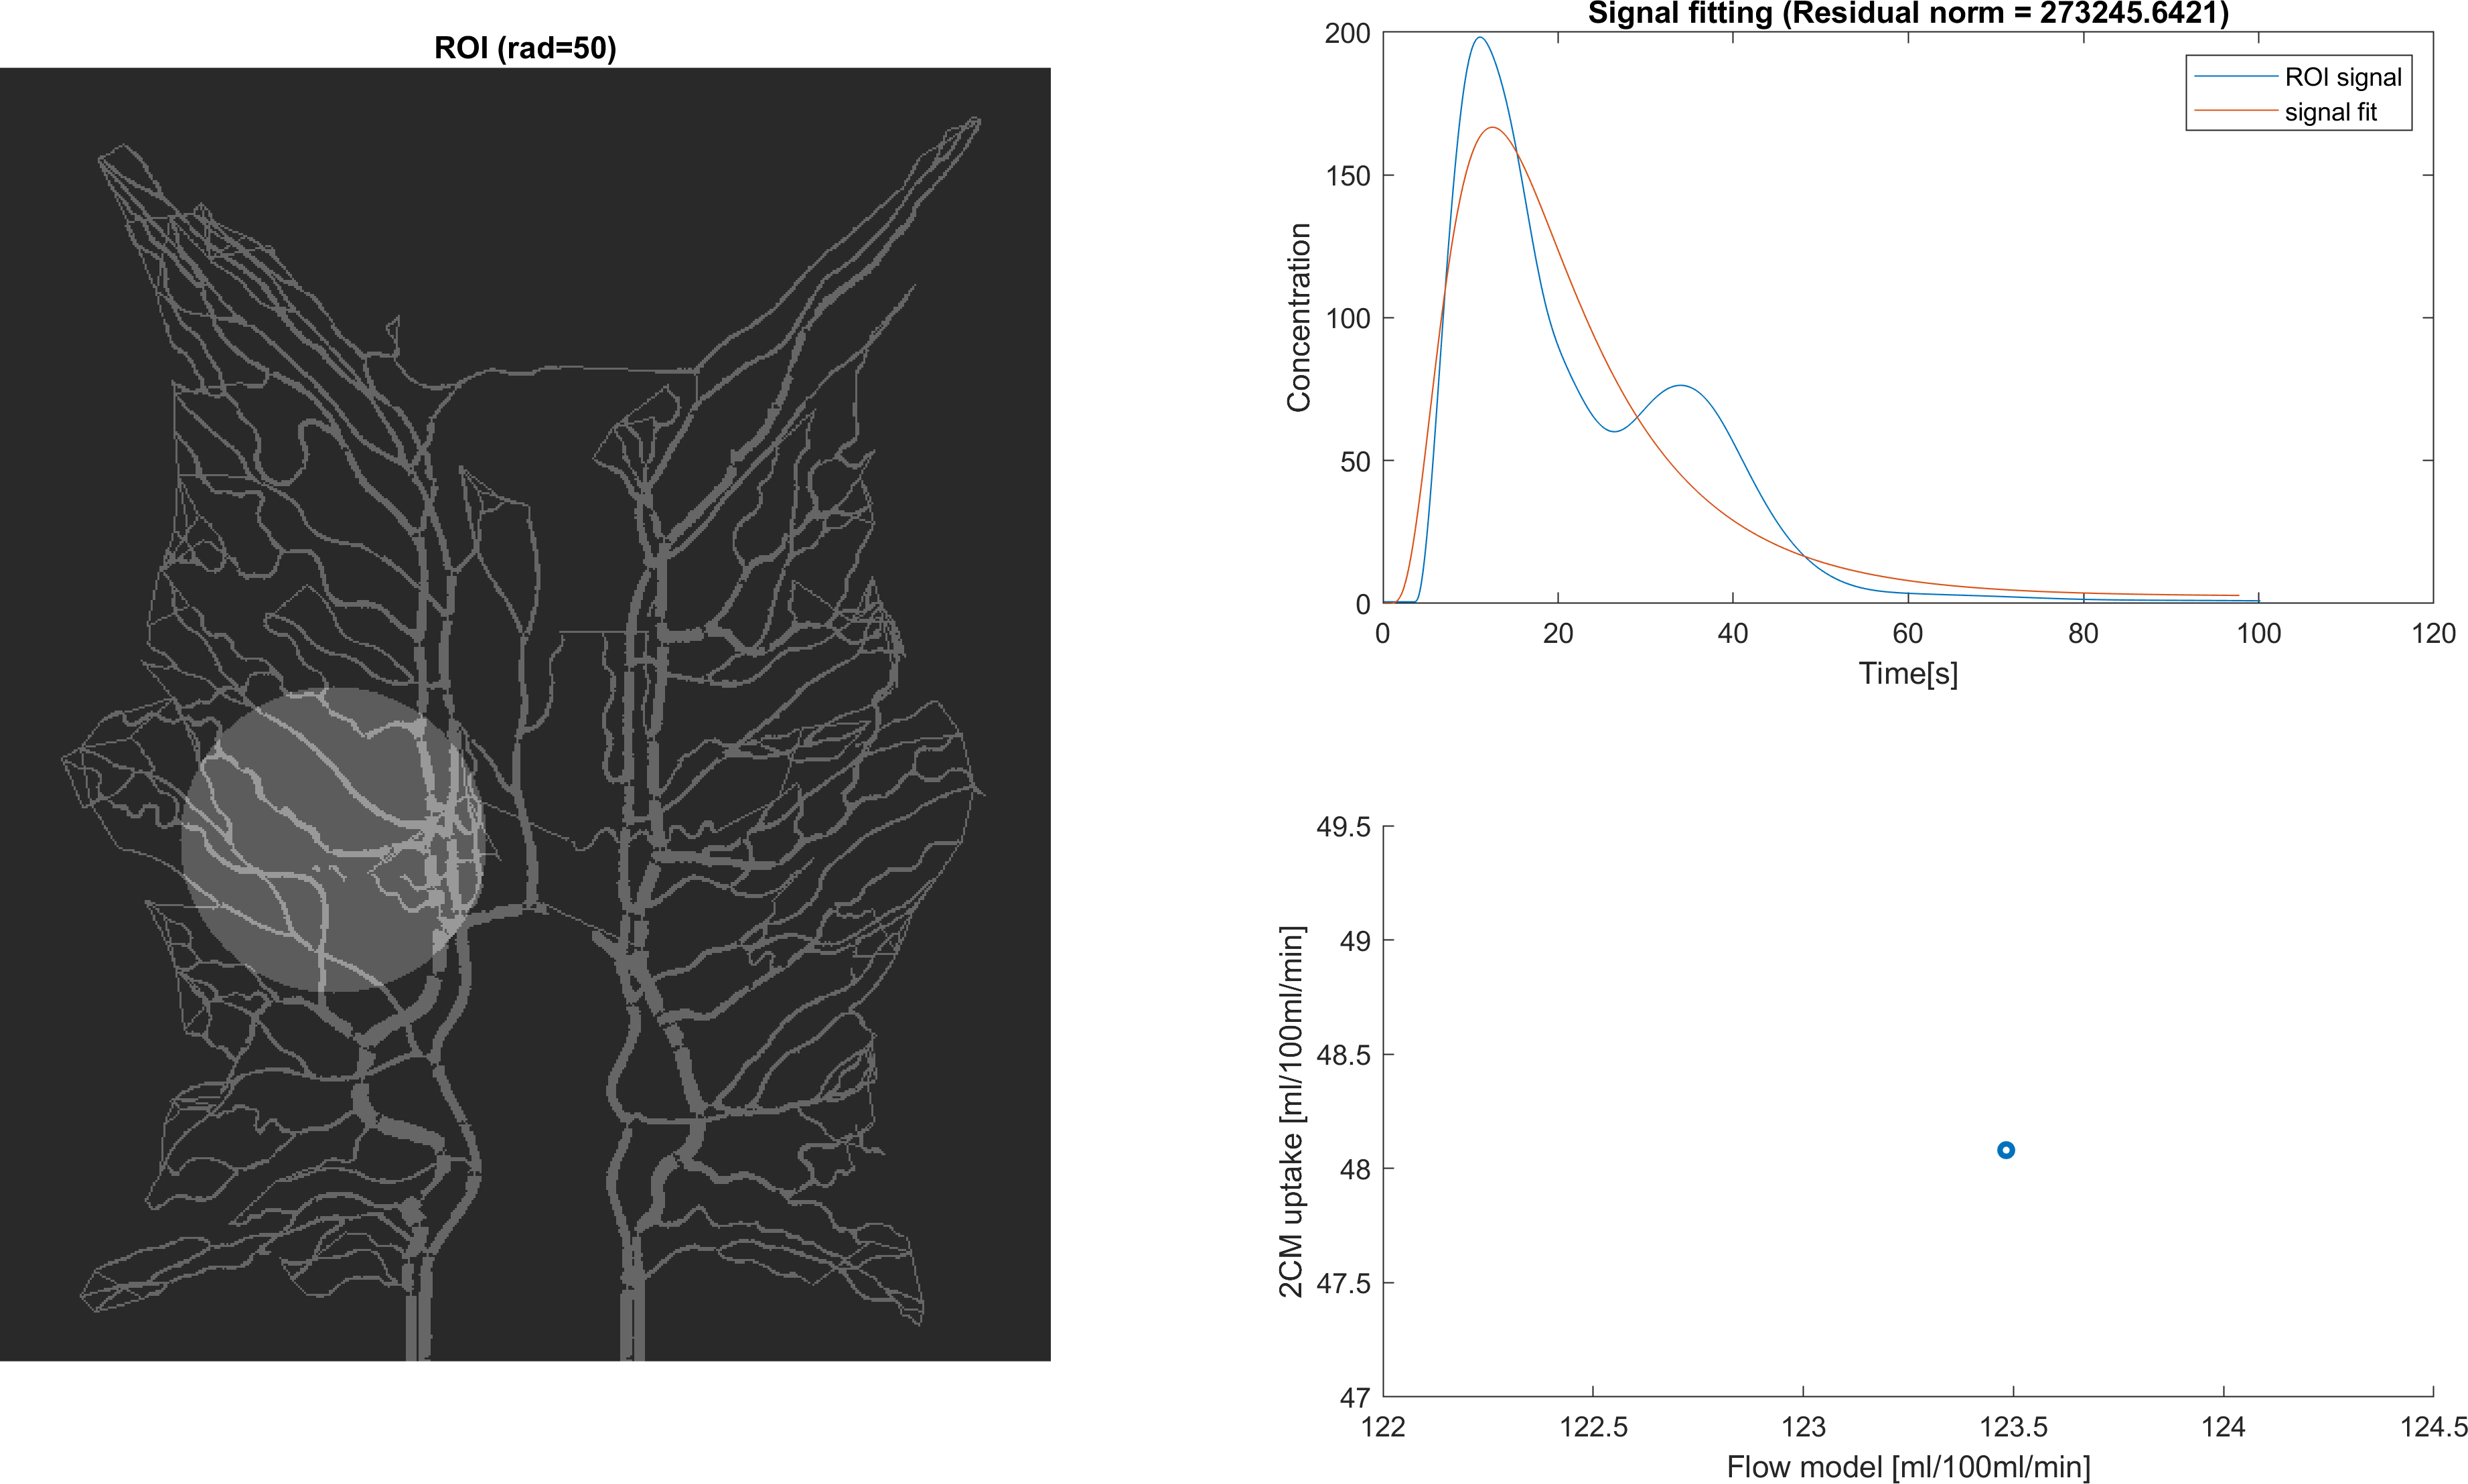 ROI (rad=50)
Signal fitting (Residual norm = 273245.6421)
200
150
100
50
0
Concentration
ROI signal
signal fit
0 20 40 60 80 100 120
Time[s]
49.5
49
48.5
48
47.5
47
2CM uptake [ml/100ml/min]
122 122.5 123 123.5 124 124.5
Flow model [ml/100ml/min]